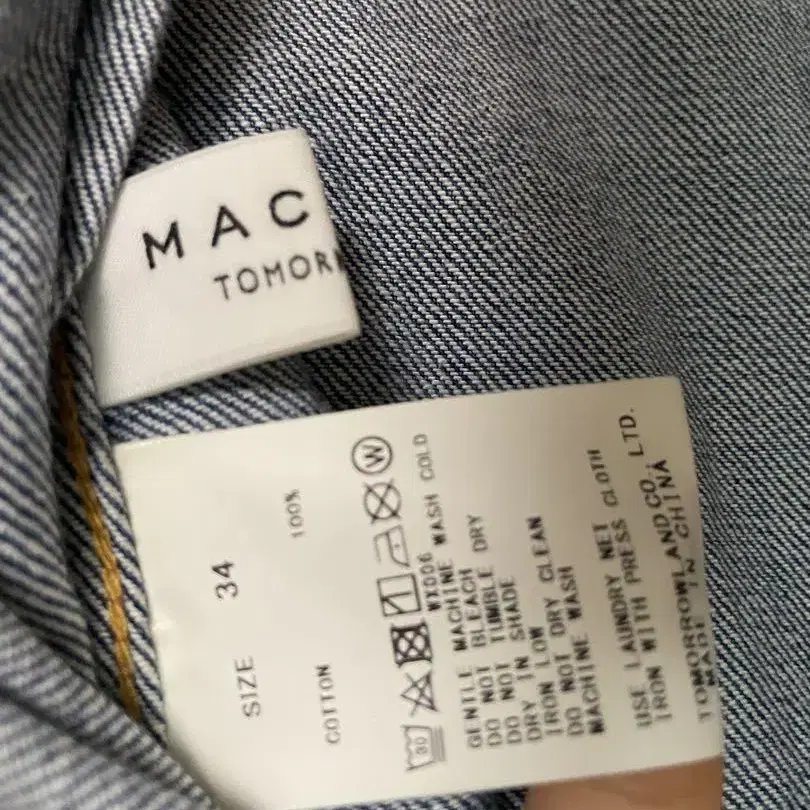 MAC
TOMOR
SIZE 34
COTTON 100%
30 W
WX006
GENTLE MACHINE WASH COLD
DO NOT BLEACH
DO NOT TUMBLE DRY
DRY IN SHADE
IRON LOW
DO NOT DRY CLEAN
MACHINE WASH
USE LAUNDRY NET
IRON WITH PRESS CLOTH
TOMORROWLAND CO., LTD.
MADE IN CHINA